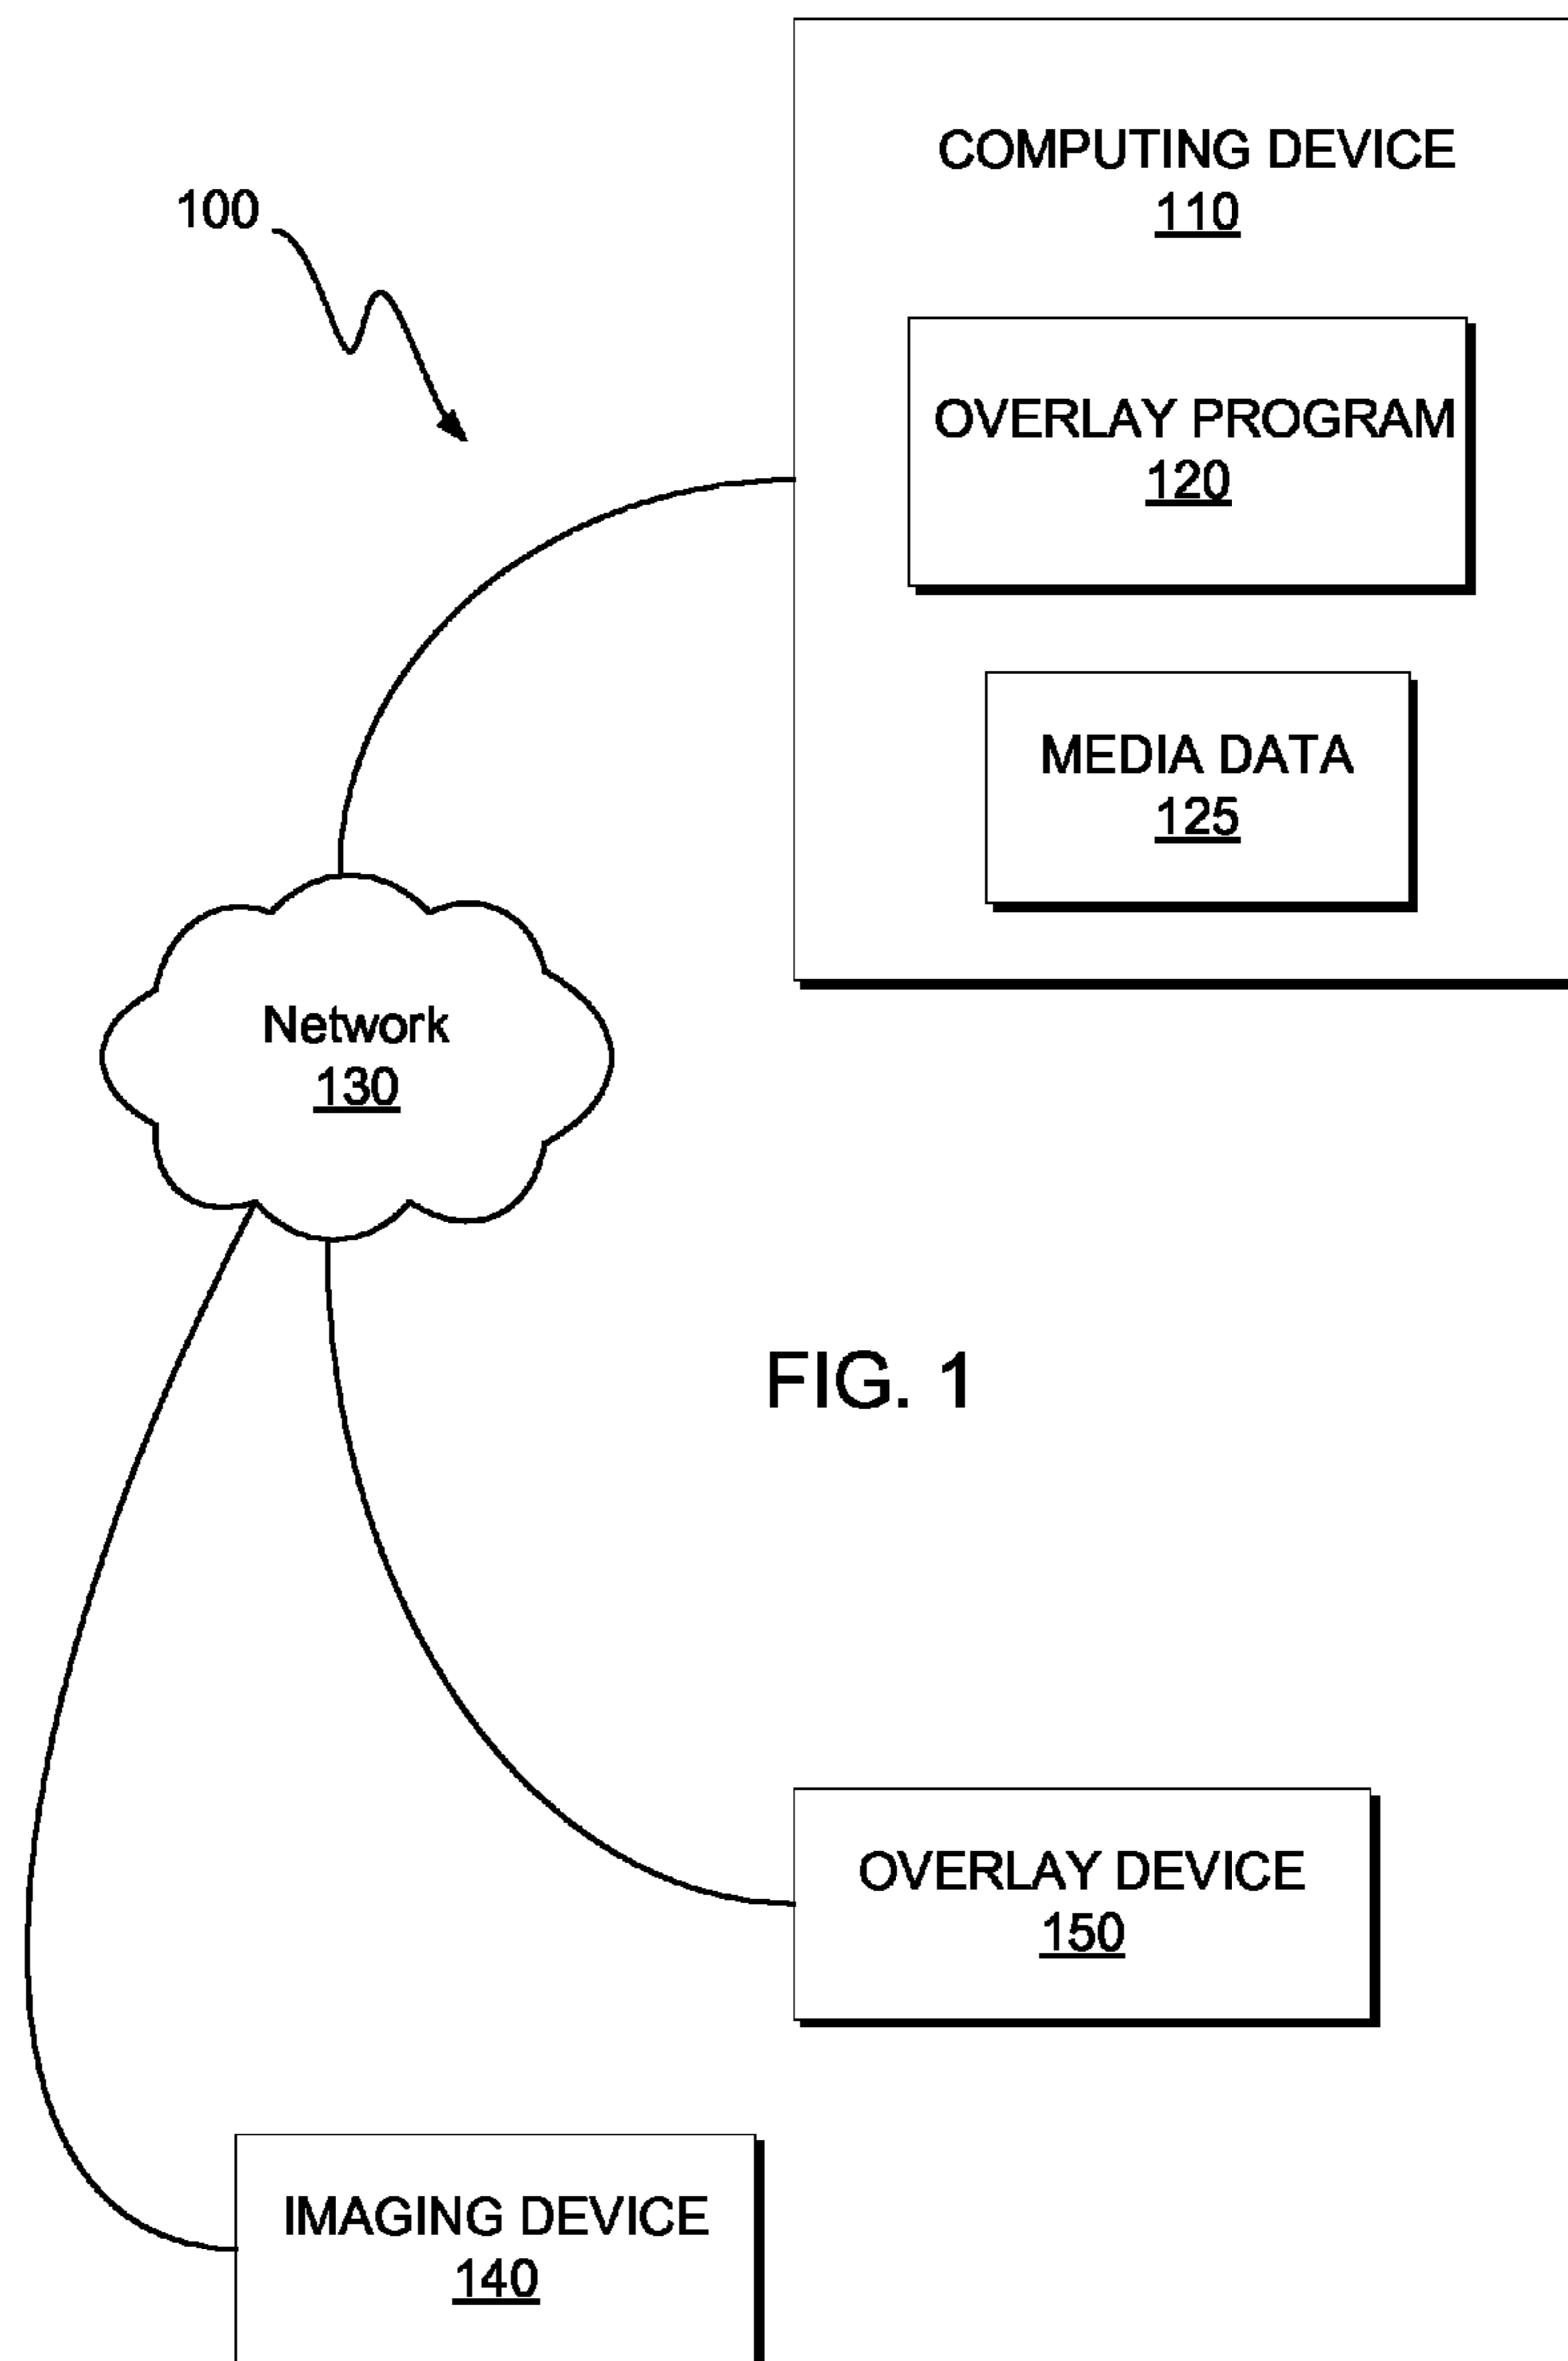 100
COMPUTING DEVICE
110
OVERLAY PROGRAM
120
MEDIA DATA
125
Network
130
FIG. 1
OVERLAY DEVICE
150
IMAGING DEVICE
140